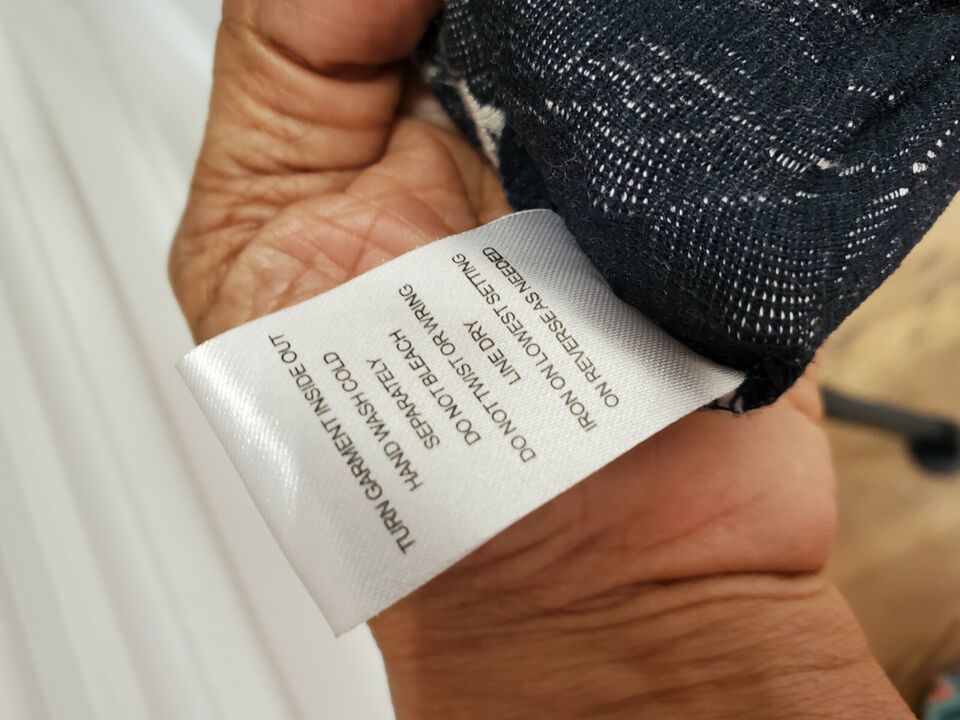 TURN GARMENT INSIDE OUT
HAND WASH COLD
SEPARATELY
DO NOT BLEACH
DO NOT TWIST OR WRING
LINE DRY
IRON ON LOWEST SETTING
ON REVERSE AS NEEDED